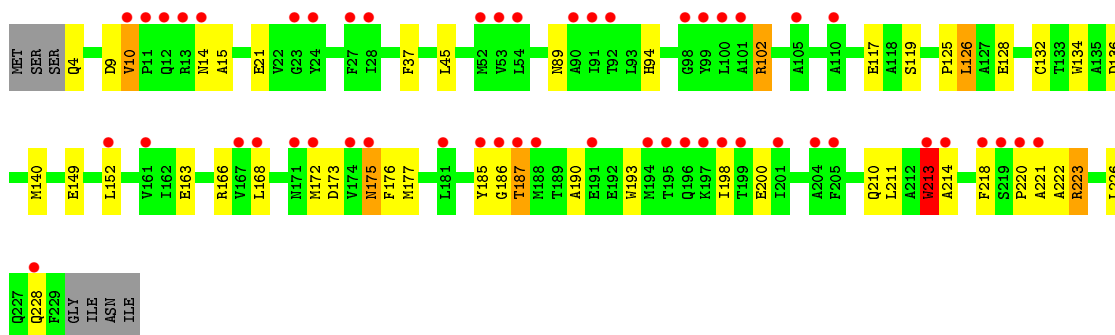 MET SER SER Q4 D9 V10 P11 Q12 R13 N14 A15 E21 V22 G23 Y24 F27 I28 F37 L45 M52 V53 L54 N89 A90 I91 T92 L93 H94 G98 Y99 L100 A101 R102 A105 A110 E117 A118 S119 P125 L126 A127 E128 C132 T133 W134 A135
M140 E149 L152 V161 I162 E163 R166 V167 L168 N171 M172 D173 V174 N175 F176 M177 L181 Y185 G186 T187 M188 T189 A190 E191 E192 W193 M194 T195 Q196 K197 I198 T199 E200 I201 A204 F205 Q210 L211 A212 W213 A214 F218 S219 P220 A221 A222 R223 L226
Q227 Q228 F229 GLY ILE ASN ILE